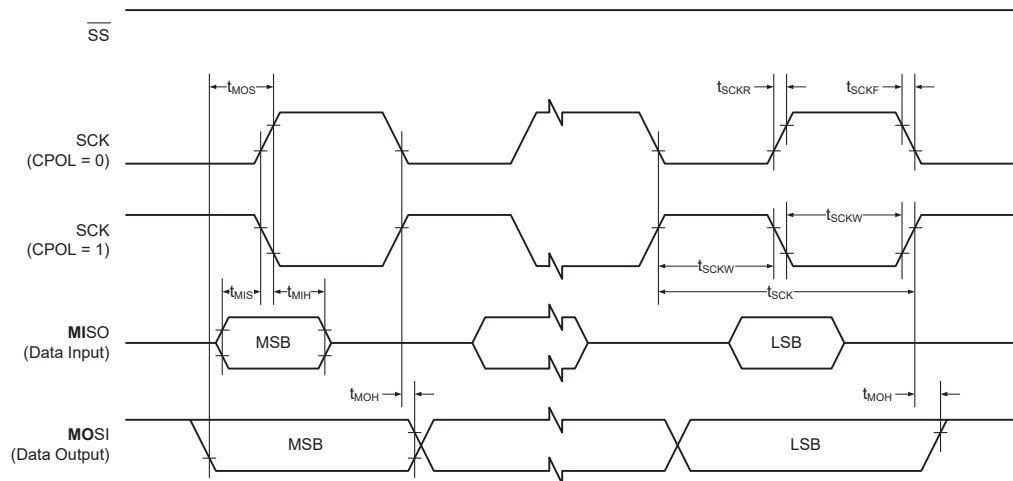 SS
tMOS
tSCKR
tSCKF
SCK
(CPOL = 0)
SCK
(CPOL = 1)
tSCKW
tSCKW
tSCK
tMIS
tMIH
MISO
(Data Input)
MSB
LSB
tMOH
tMOH
MOSI
(Data Output)
MSB
LSB